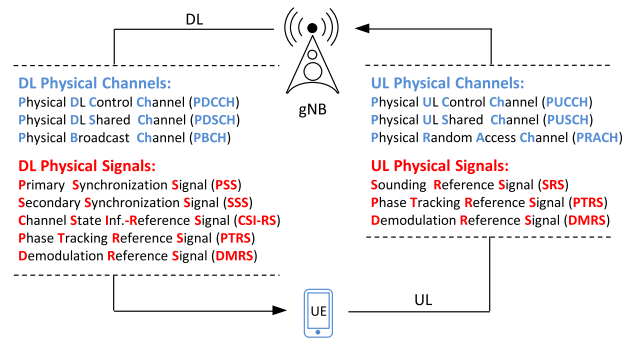 DL
gNB
DL Physical Channels:
Physical DL Control Channel (PDCCH)
Physical DL Shared Channel (PDSCH)
Physical Broadcast Channel (PBCH)
DL Physical Signals:
Primary Synchronization Signal (PSS)
Secondary Synchronization Signal (SSS)
Channel State Inf.-Reference Signal (CSI-RS)
Phase Tracking Reference Signal (PTRS)
Demodulation Reference Signal (DMRS)
UL Physical Channels:
Physical UL Control Channel (PUCCH)
Physical UL Shared Channel (PUSCH)
Physical Random Access Channel (PRACH)
UL Physical Signals:
Sounding Reference Signal (SRS)
Phase Tracking Reference Signal (PTRS)
Demodulation Reference Signal (DMRS)
UE
UL